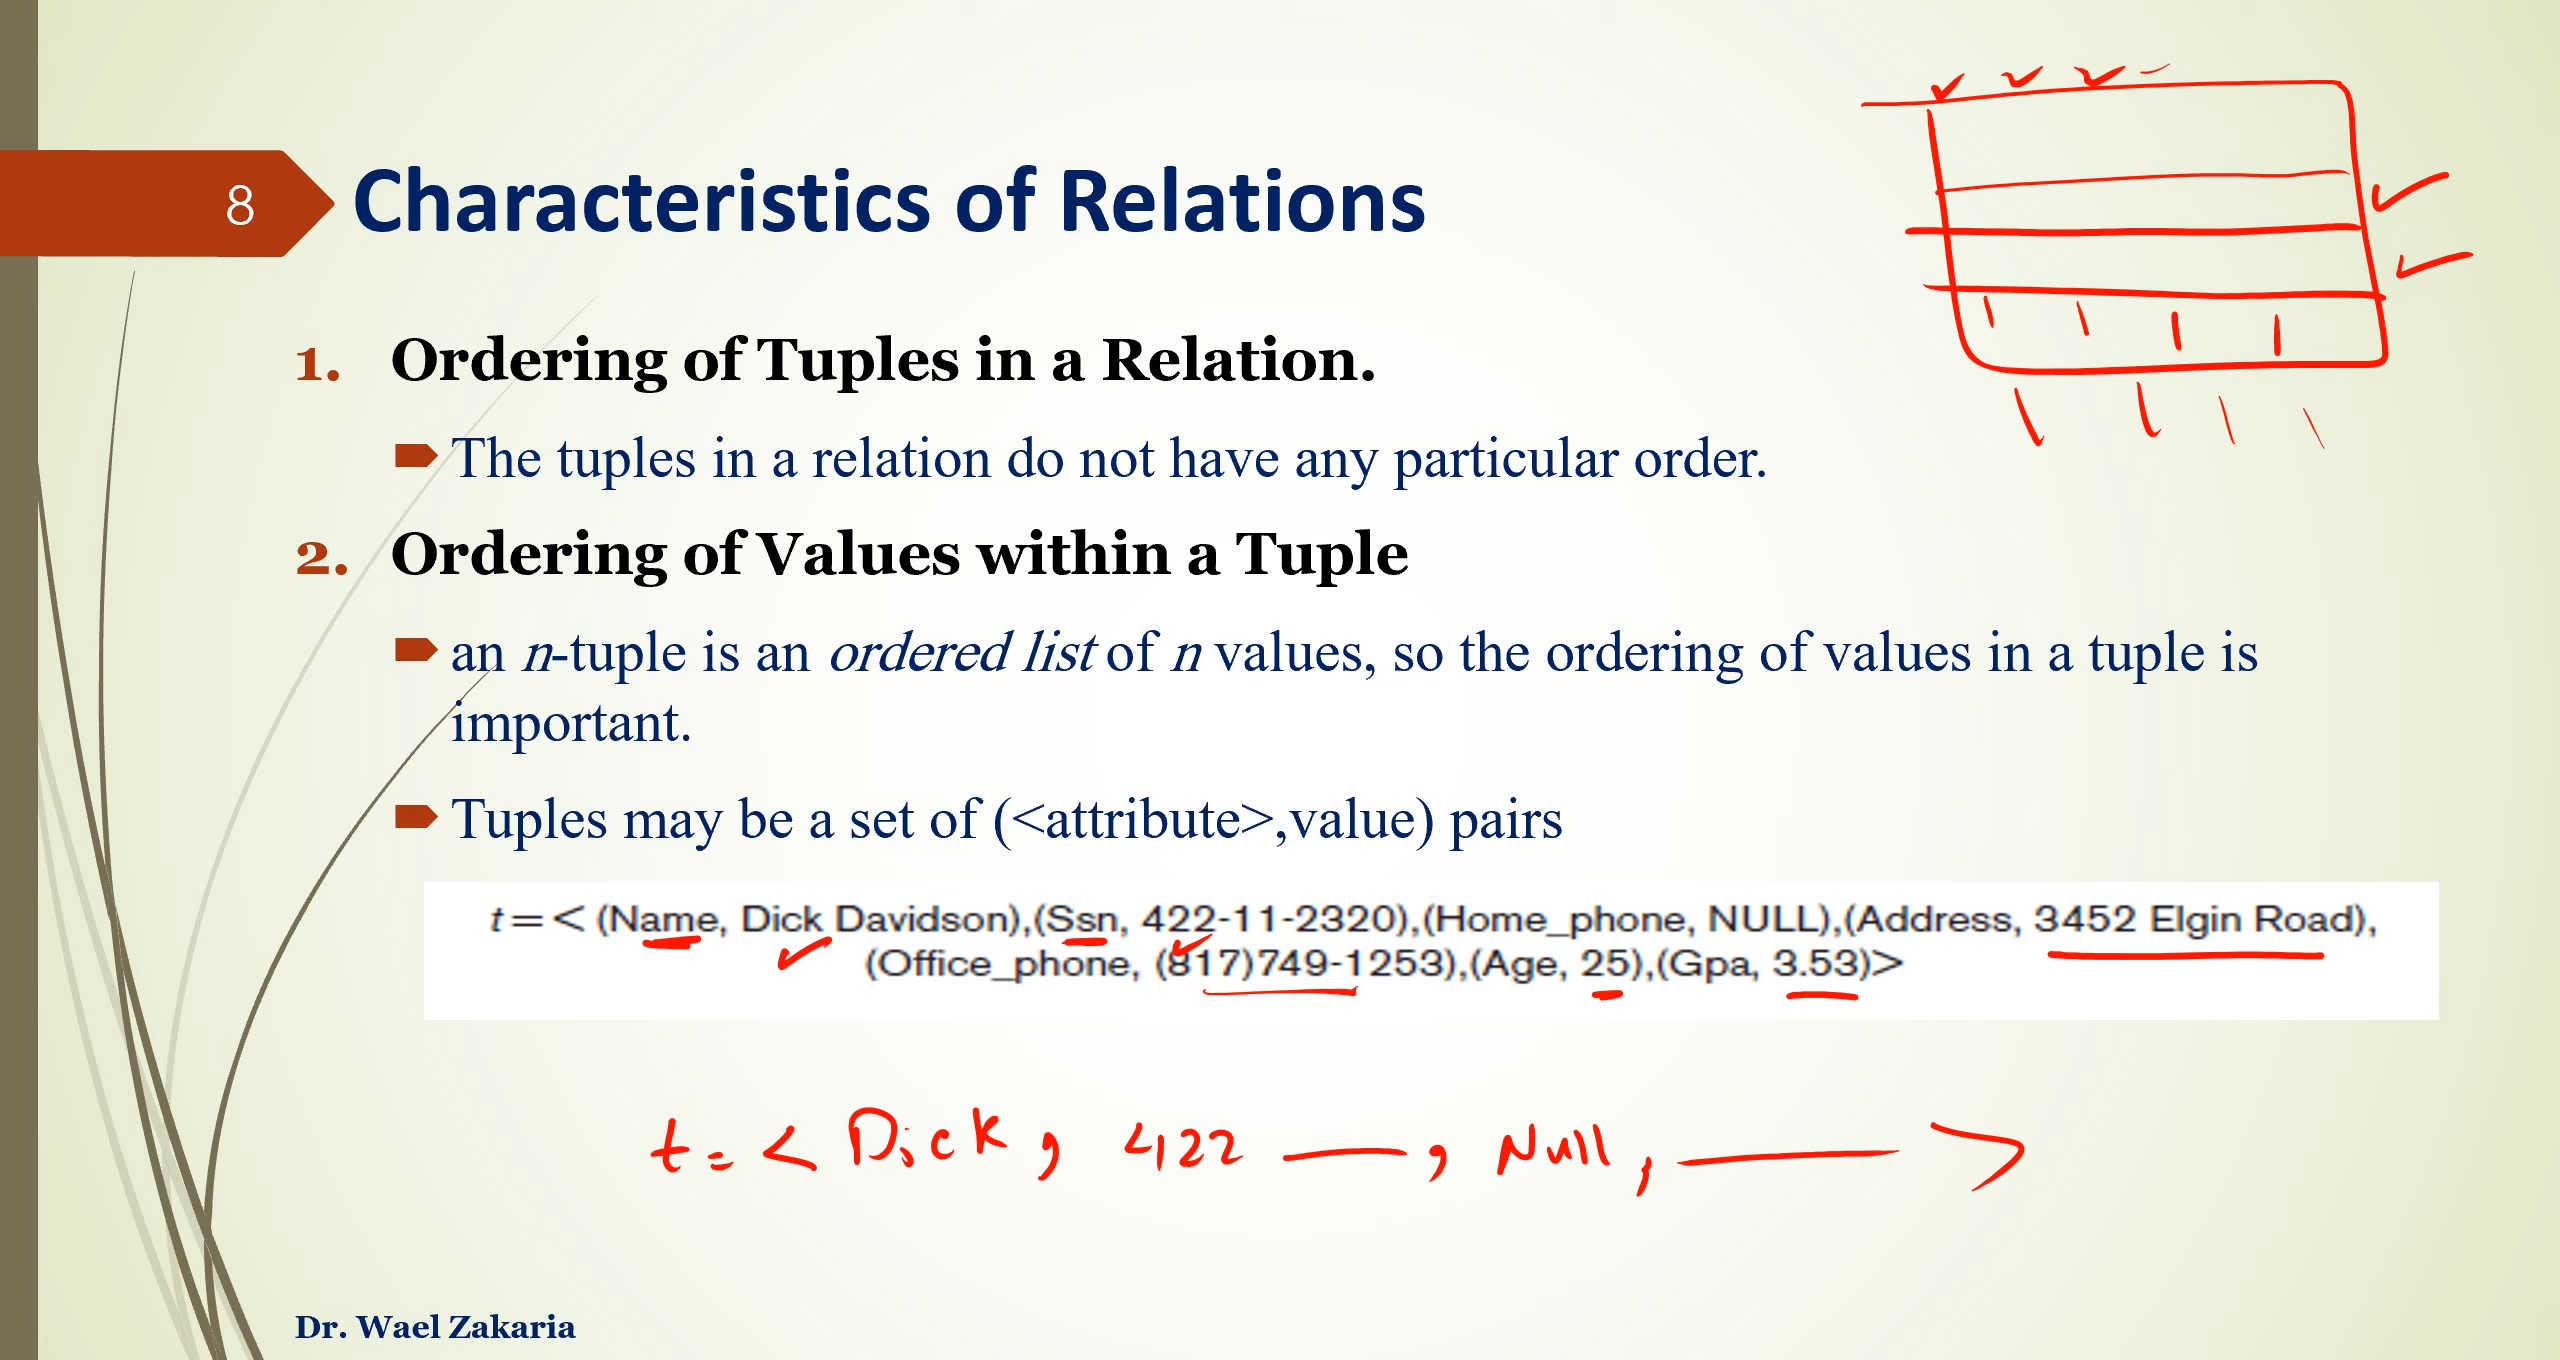 8
Characteristics of Relations
1. Ordering of Tuples in a Relation.
The tuples in a relation do not have any particular order.
2. Ordering of Values within a Tuple
an n-tuple is an ordered list of n values, so the ordering of values in a tuple is
important.
Tuples may be a set of (<attribute>,value) pairs
t = < (Name, Dick Davidson),(Ssn, 422-11-2320),(Home_phone, NULL),(Address, 3452 Elgin Road),
(Office_phone, (817)749-1253),(Age, 25),(Gpa, 3.53)>
t = < Dick, 422 —, Null, — >
Dr. Wael Zakaria